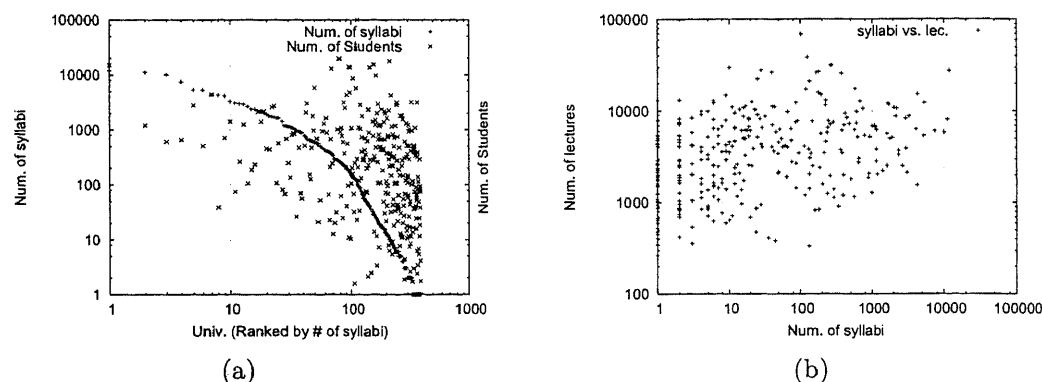 100000
10000
1000
100
10
1
1 10 100 1000
Num. of syllabi
Num. of Students
Num. of syllabi
Num. of Students
Univ. (Ranked by # of syllabi)
(a)
100000
10000
1000
100
1 10 100 1000 10000 100000
Num. of lectures
syllabi vs. lec.
Num. of syllabi
(b)